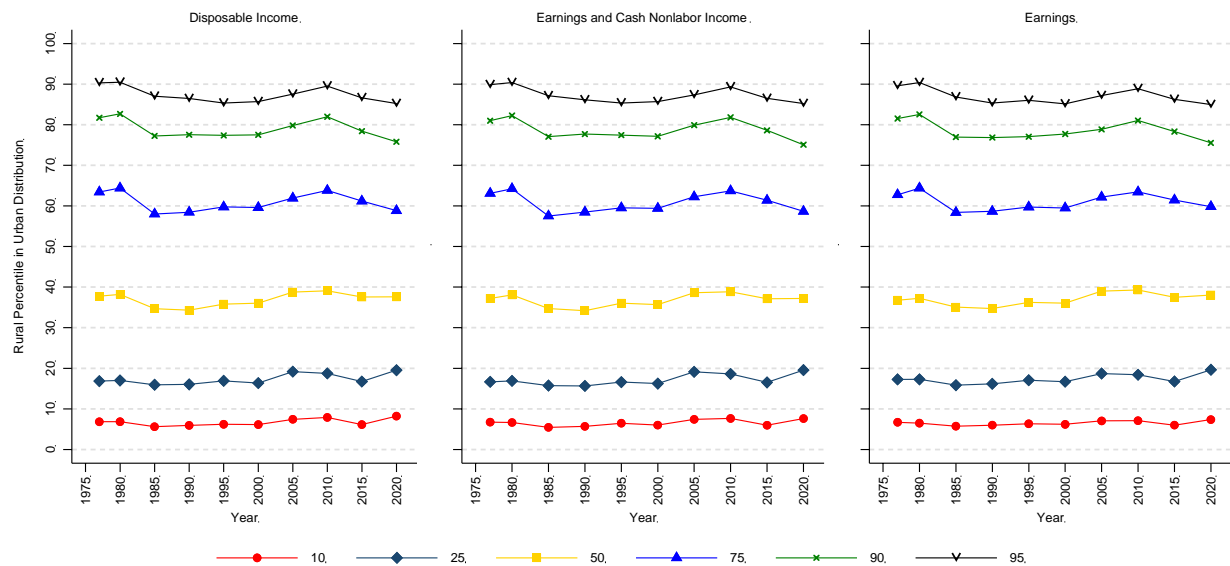 Disposable Income.
Earnings and Cash Nonlabor Income.
Earnings.
Rural Percentile in Urban Distribution.
100.
90.
80.
70.
60.
50.
40.
30.
20.
10.
0.
1975. 1980. 1985. 1990. 1995. 2000. 2005. 2010. 2015. 2020.
1975. 1980. 1985. 1990. 1995. 2000. 2005. 2010. 2015. 2020.
1975. 1980. 1985. 1990. 1995. 2000. 2005. 2010. 2015. 2020.
Year.
Year.
Year.
10. 25. 50. 75. 90. 95.